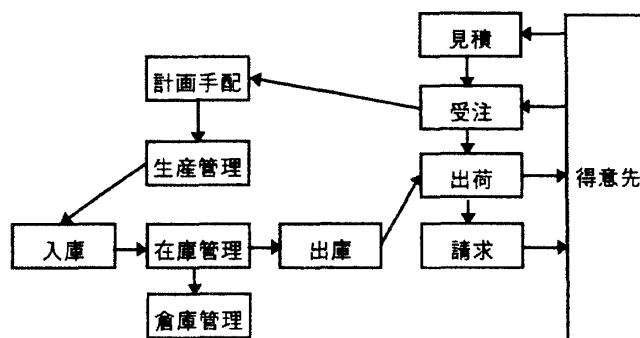 見積
計画手配
受注
生産管理
出荷
得意先
入庫
在庫管理
出庫
請求
倉庫管理